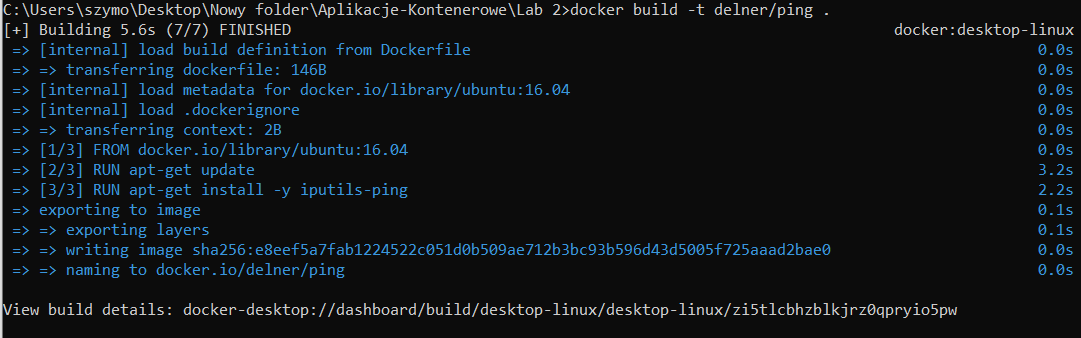 C:\Users\szymo\Desktop\Nowy folder\Aplikacje-Kontenerowe\Lab 2>docker build -t delner/ping .
[+] Building 5.6s (7/7) FINISHED docker:desktop-linux
=> [internal] load build definition from Dockerfile 0.0s
=> => transferring dockerfile: 146B 0.0s
=> [internal] load metadata for docker.io/library/ubuntu:16.04 0.0s
=> [internal] load .dockerignore 0.0s
=> => transferring context: 2B 0.0s
=> [1/3] FROM docker.io/library/ubuntu:16.04 0.0s
=> [2/3] RUN apt-get update 3.2s
=> [3/3] RUN apt-get install -y iputils-ping 2.2s
=> exporting to image 0.1s
=> => exporting layers 0.1s
=> => writing image sha256:e8eef5a7fab1224522c051d0b509ae712b3bc93b596d43d5005f725aaad2bae0 0.0s
=> => naming to docker.io/delner/ping 0.0s
View build details: docker-desktop://dashboard/build/desktop-linux/desktop-linux/zi5tlcbhzblkjrz0qpryio5pw